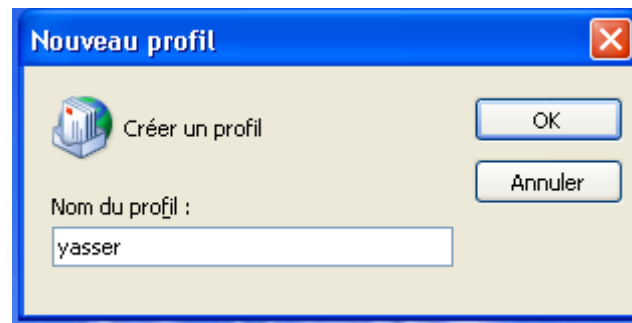 Nouveau profil
Créer un profil
OK
Annuler
Nom du profil :
yasser